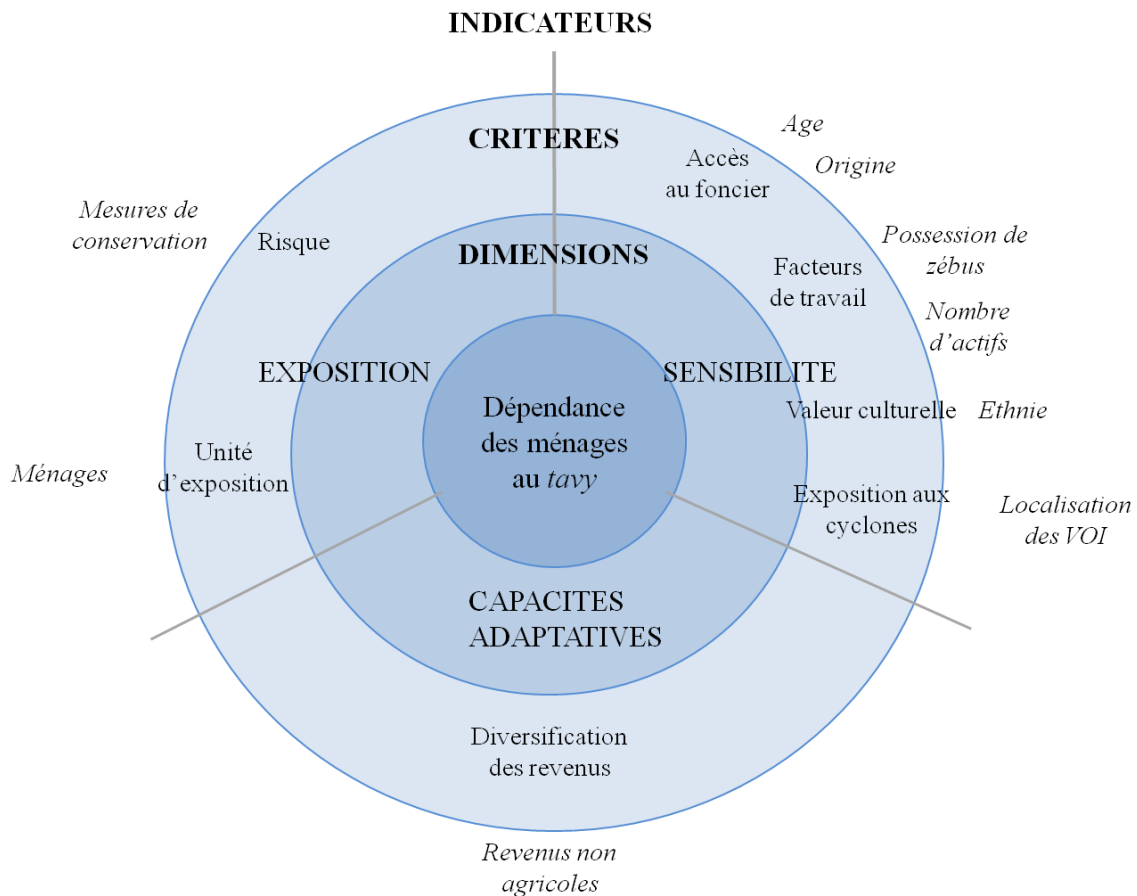 INDICATEURS
CRITERES
Age
Accès
au foncier
Origine
Mesures de
conservation
Risque
DIMENSIONS
Possession de
zébus
Facteurs
de travail
Nombre
d’actifs
EXPOSITION
SENSIBILITE
Dépendance
des ménages
au tavy
Valeur culturelle
Ethnie
Ménages
Unité
d’exposition
Exposition aux
cyclones
Localisation
des VOI
CAPACITES
ADAPTATIVES
Diversification
des revenus
Revenus non
agricoles